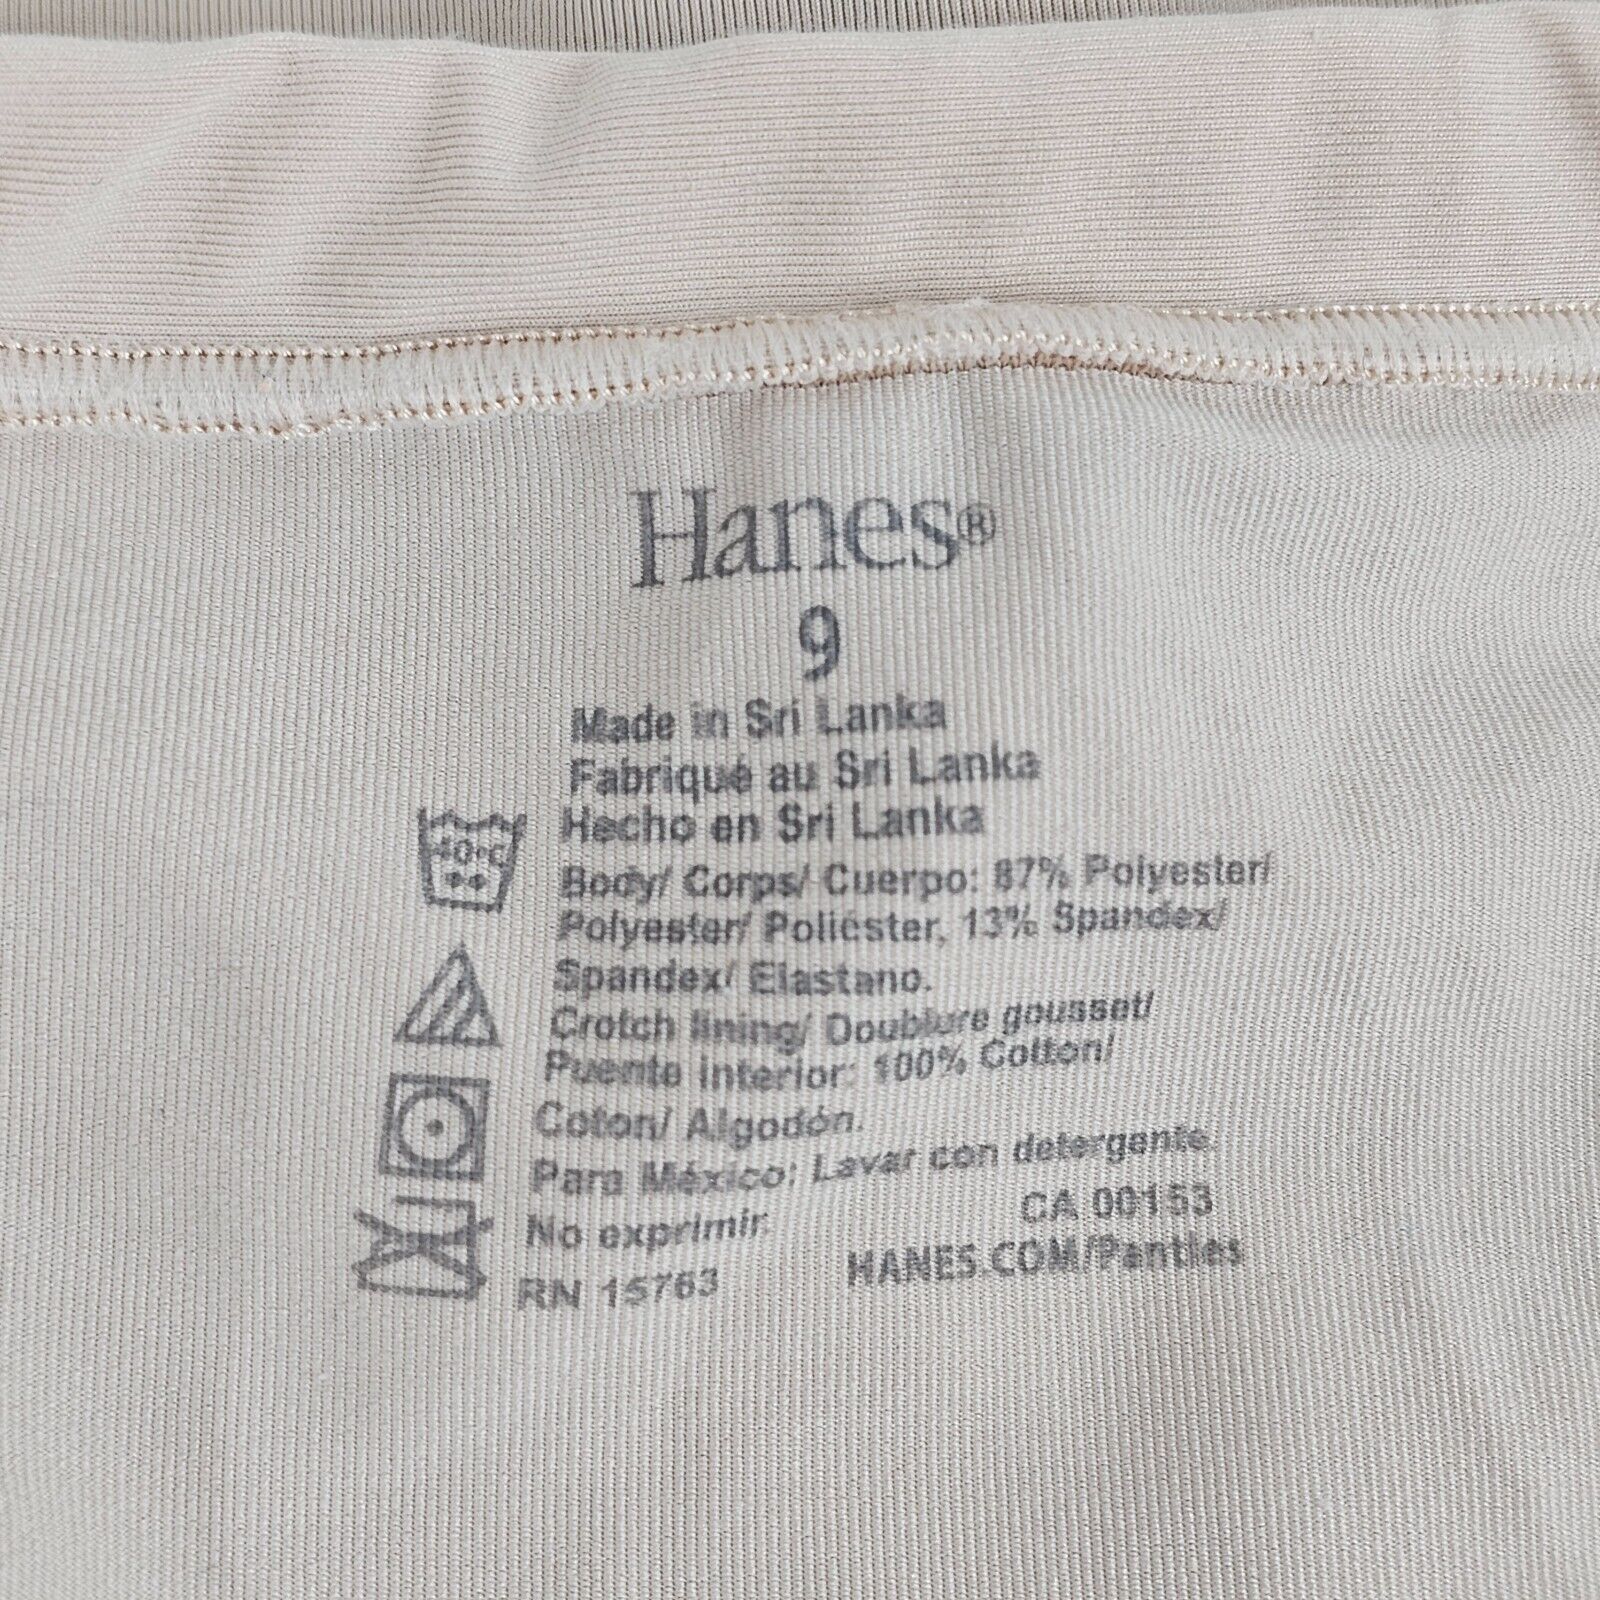 Hanes®
9
Made in Sri Lanka
Fabriqué au Sri Lanka
Hecho en Sri Lanka
40°C
Body/ Corps/ Cuerpo: 87% Polyester/
Polyester/ Poliéster, 13% Spandex/
Spandex/ Elastano.
Crotch lining/ Doublure gousset/
Puente interior: 100% Cotton/
Coton/ Algodón.
Para México: Lavar con detergente.
No exprimir.
CA 00153
RN 15763
HANES.COM/Panties